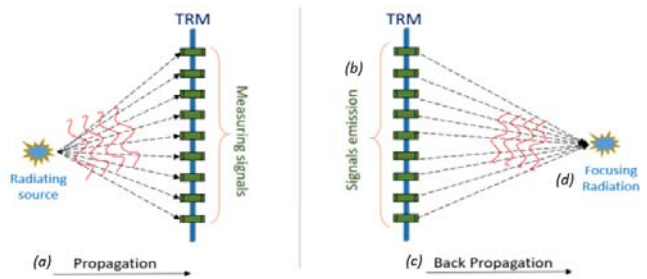 TRM
Measuring signals
Radiating
source
(a)
Propagation
TRM
(b)
Signals emission
(d)
Focusing
Radiation
(c)
Back Propagation